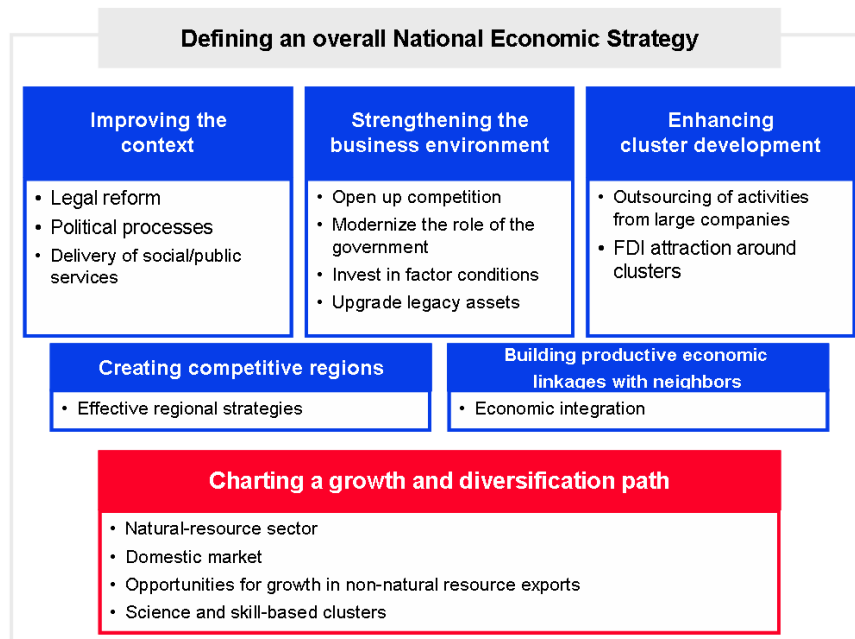 Defining an overall National Economic Strategy
Improving the
context
• Legal reform
• Political processes
• Delivery of social/public
services
Strengthening the
business environment
• Open up competition
• Modernize the role of the
government
• Invest in factor conditions
• Upgrade legacy assets
Enhancing
cluster development
• Outsourcing of activities
from large companies
• FDI attraction around
clusters
Creating competitive regions
• Effective regional strategies
Building productive economic
linkages with neighbors
• Economic integration
Charting a growth and diversification path
• Natural-resource sector
• Domestic market
• Opportunities for growth in non-natural resource exports
• Science and skill-based clusters